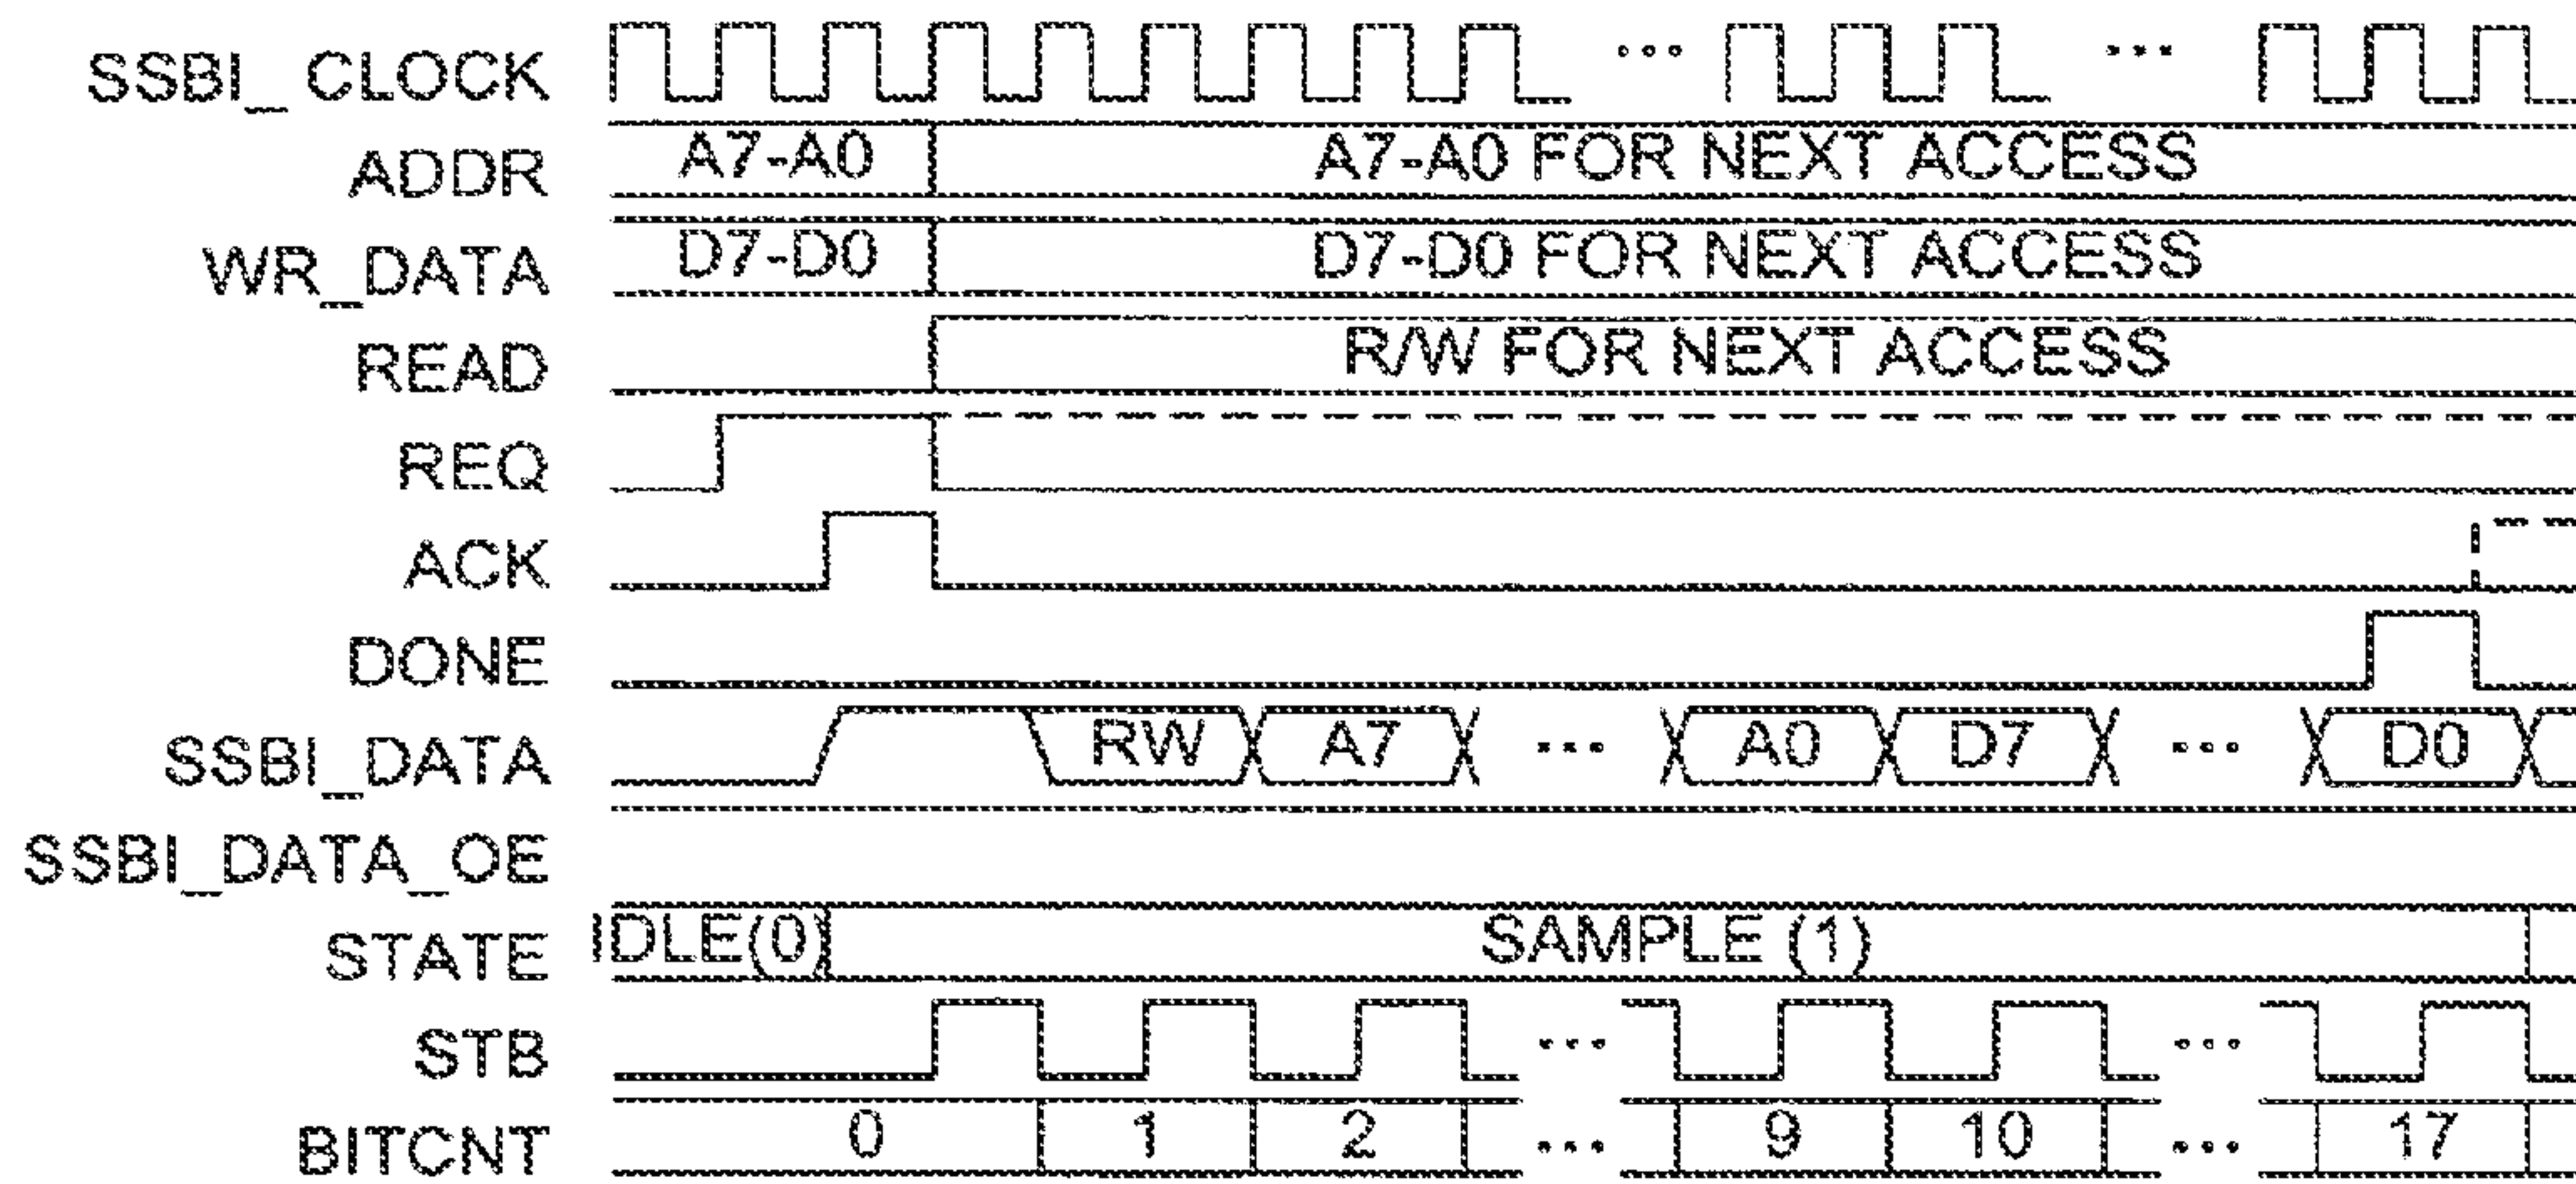 SSBI_ CLOCK ... ...
ADDR A7-A0 A7-A0 FOR NEXT ACCESS
WR_DATA D7-D0 D7-D0 FOR NEXT ACCESS
READ R/W FOR NEXT ACCESS
REQ
ACK
DONE
SSBI_DATA RW A7 ... A0 D7 ... D0
SSBI_DATA_OE
STATE IDLE(0) SAMPLE (1)
STB ... ...
BITCNT 0 1 2 ... 9 10 ... 17